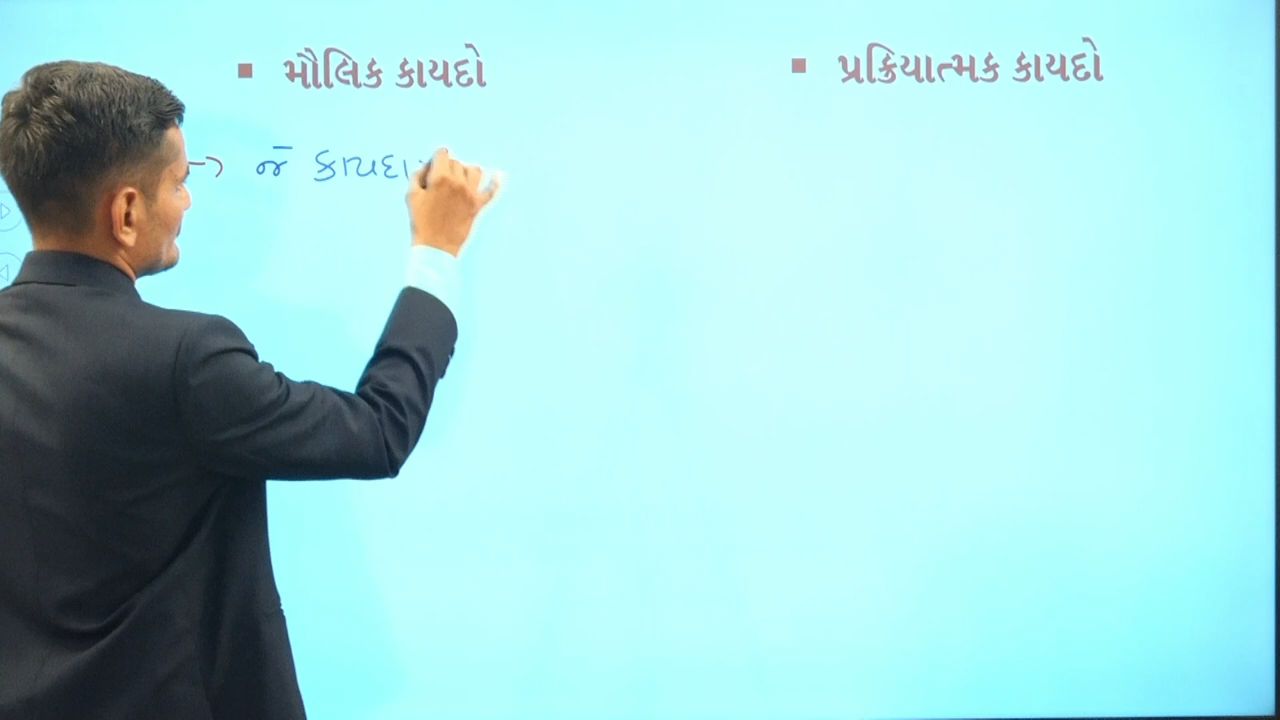 ▪ મૌલિક કાયદો
▪ પ્રક્રિયાત્મક કાયદો
→ જે કાયદા